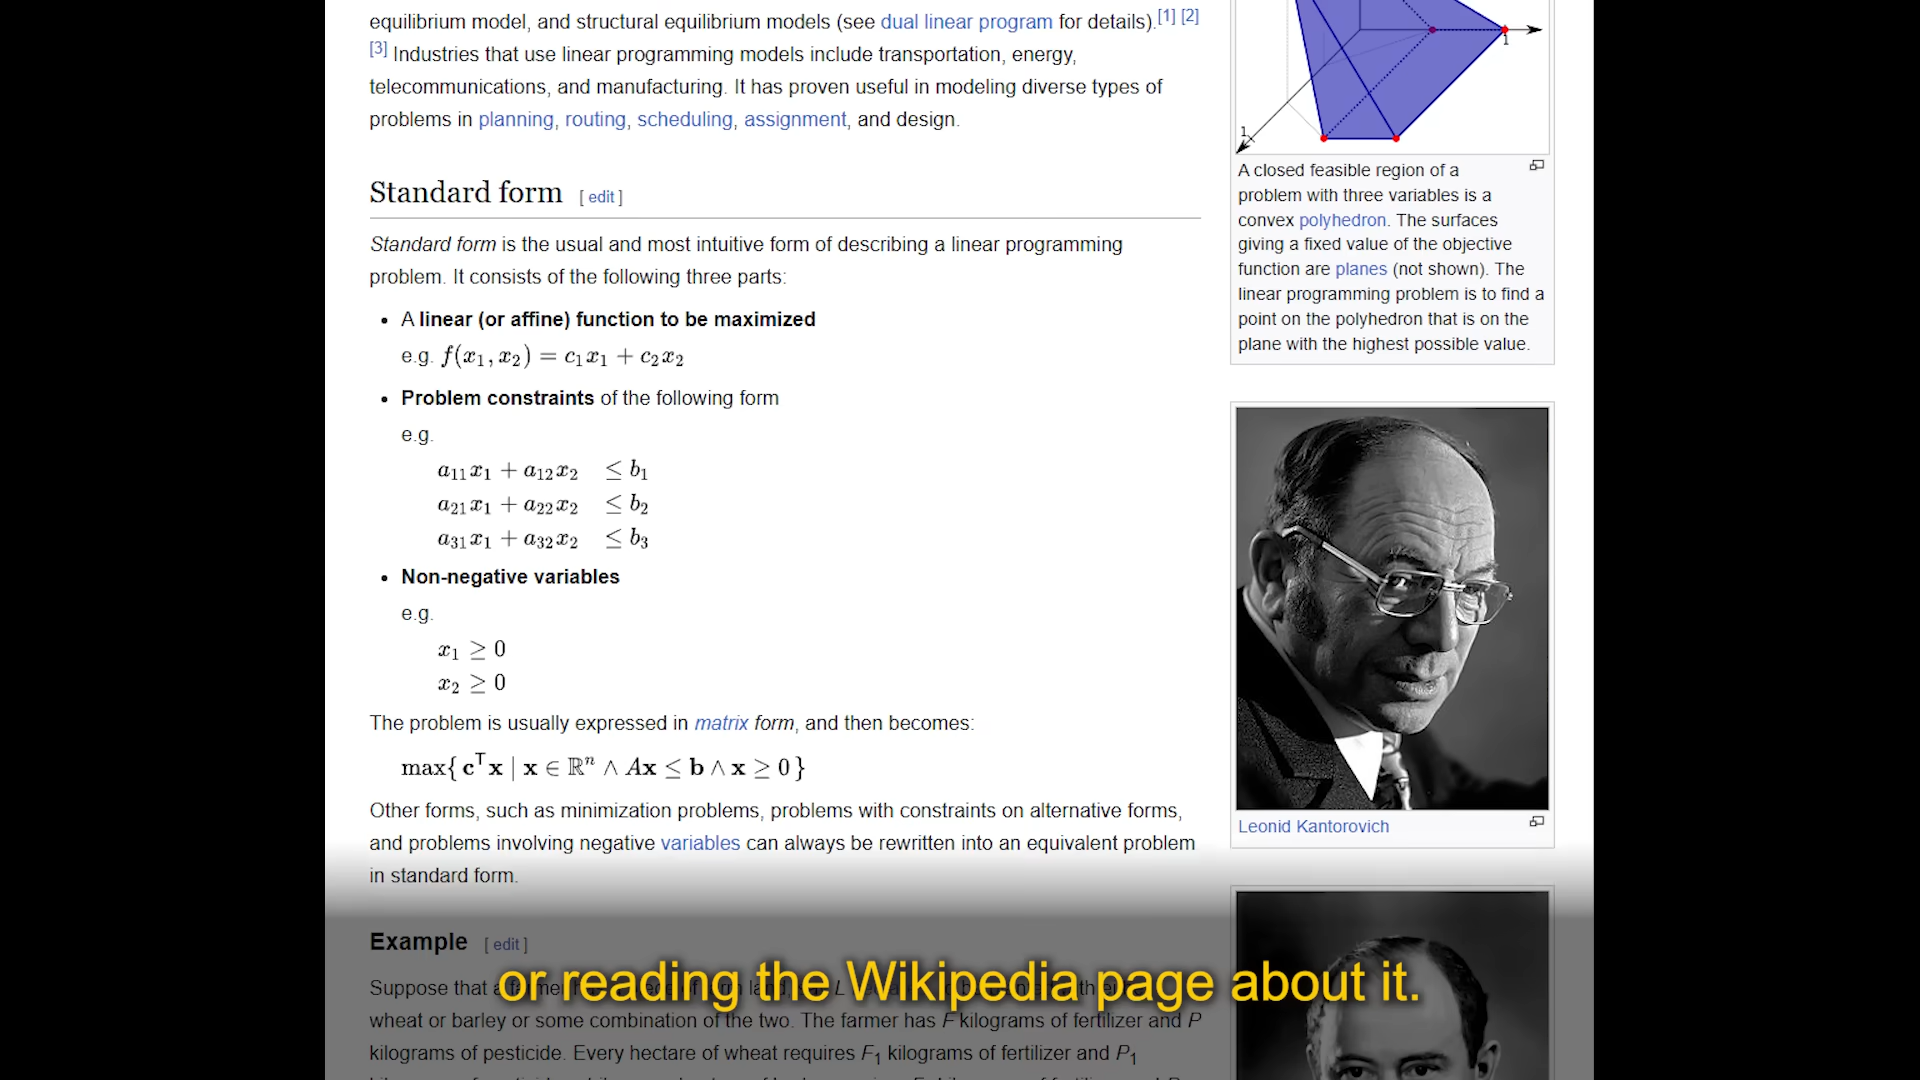 equilibrium model, and structural equilibrium models (see dual linear program for details).[1] [2]
[3] Industries that use linear programming models include transportation, energy,
telecommunications, and manufacturing. It has proven useful in modeling diverse types of
problems in planning, routing, scheduling, assignment, and design.
Standard form [ edit ]
Standard form is the usual and most intuitive form of describing a linear programming
problem. It consists of the following three parts:
• A linear (or affine) function to be maximized
e.g. f(x₁, x₂) = c₁x₁ + c₂x₂
• Problem constraints of the following form
e.g.
a₁₁x₁ + a₁₂x₂ ≤ b₁
a₂₁x₁ + a₂₂x₂ ≤ b₂
a₃₁x₁ + a₃₂x₂ ≤ b₃
• Non-negative variables
e.g.
x₁ ≥ 0
x₂ ≥ 0
The problem is usually expressed in matrix form, and then becomes:
max{ cᵀx | x ∈ ℝⁿ ∧ Ax ≤ b ∧ x ≥ 0 }
Other forms, such as minimization problems, problems with constraints on alternative forms,
and problems involving negative variables can always be rewritten into an equivalent problem
in standard form.
Example [ edit ]
Suppose that a
wheat or barley or some combination of the two. The farmer has F kilograms of fertilizer and P
kilograms of pesticide. Every hectare of wheat requires F₁ kilograms of fertilizer and P₁
1
1
A closed feasible region of a
problem with three variables is a
convex polyhedron. The surfaces
giving a fixed value of the objective
function are planes (not shown). The
linear programming problem is to find a
point on the polyhedron that is on the
plane with the highest possible value.
Leonid Kantorovich
or reading the Wikipedia page about it.